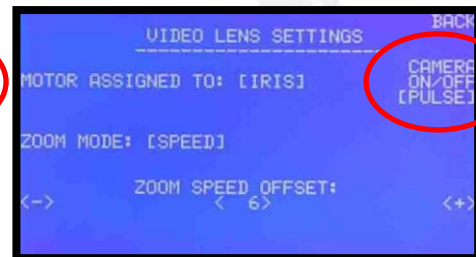 BACK
VIDEO LENS SETTINGS
CAMERA
ON/OFF
[PULSE]
MOTOR ASSIGNED TO: [IRIS]
ZOOM MODE: [SPEED]
ZOOM SPEED OFFSET:
<-> < 6> <+>